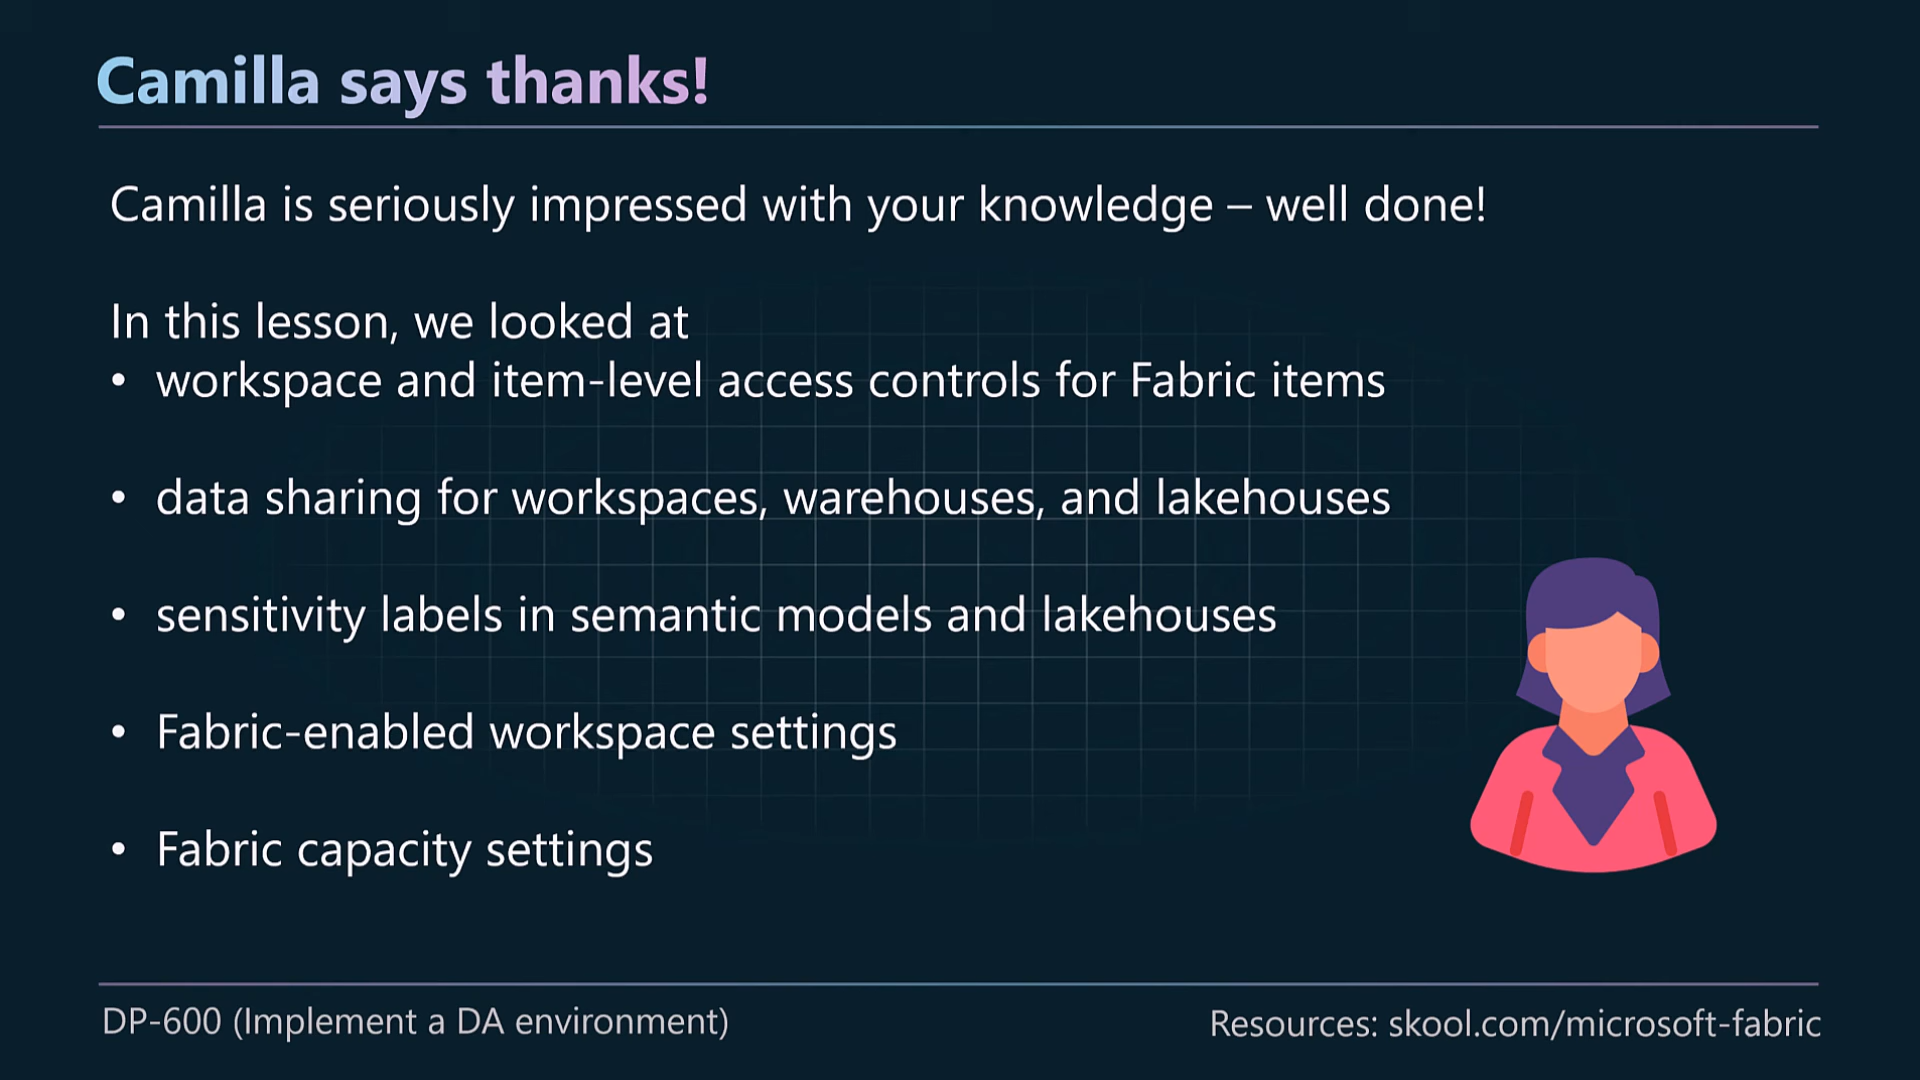 Camilla says thanks!
Camilla is seriously impressed with your knowledge – well done!
In this lesson, we looked at
• workspace and item-level access controls for Fabric items
• data sharing for workspaces, warehouses, and lakehouses
• sensitivity labels in semantic models and lakehouses
• Fabric-enabled workspace settings
• Fabric capacity settings
DP-600 (Implement a DA environment)
Resources: skool.com/microsoft-fabric